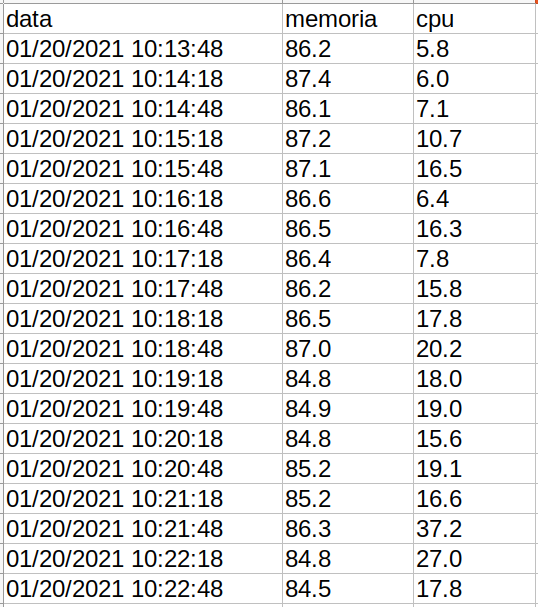 data memoria cpu
01/20/2021 10:13:48 86.2 5.8
01/20/2021 10:14:18 87.4 6.0
01/20/2021 10:14:48 86.1 7.1
01/20/2021 10:15:18 87.2 10.7
01/20/2021 10:15:48 87.1 16.5
01/20/2021 10:16:18 86.6 6.4
01/20/2021 10:16:48 86.5 16.3
01/20/2021 10:17:18 86.4 7.8
01/20/2021 10:17:48 86.2 15.8
01/20/2021 10:18:18 86.5 17.8
01/20/2021 10:18:48 87.0 20.2
01/20/2021 10:19:18 84.8 18.0
01/20/2021 10:19:48 84.9 19.0
01/20/2021 10:20:18 84.8 15.6
01/20/2021 10:20:48 85.2 19.1
01/20/2021 10:21:18 85.2 16.6
01/20/2021 10:21:48 86.3 37.2
01/20/2021 10:22:18 84.8 27.0
01/20/2021 10:22:48 84.5 17.8